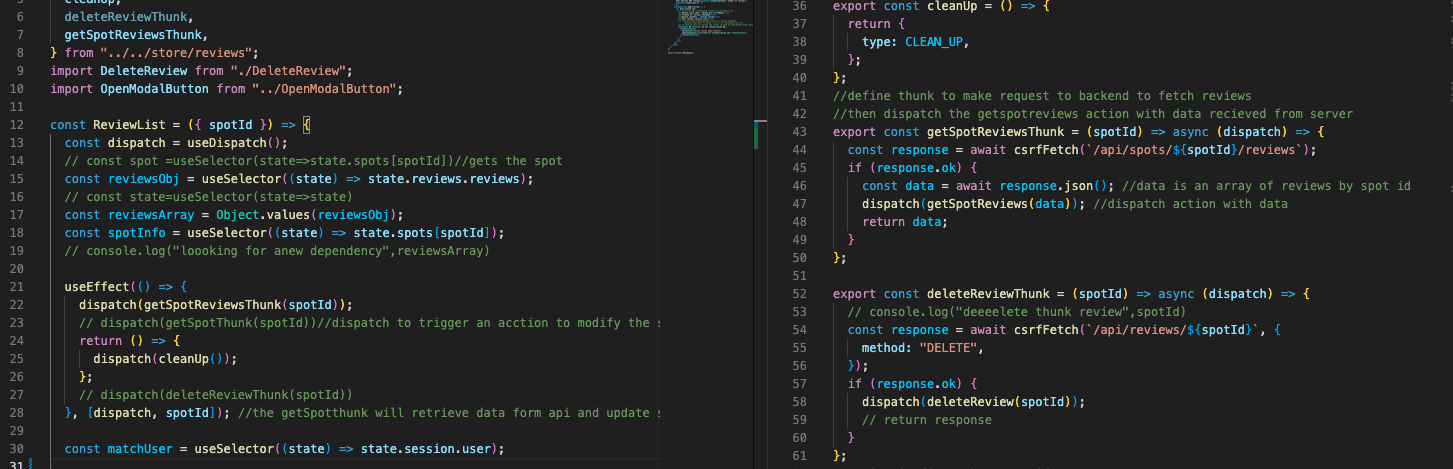 cleanUp,
6 deleteReviewThunk,
7 getSpotReviewsThunk,
8 } from "../../store/reviews";
9 import DeleteReview from "./DeleteReview";
10 import OpenModalButton from "../OpenModalButton";
11
12 const ReviewList = ({ spotId }) => {
13 const dispatch = useDispatch();
14 // const spot =useSelector(state=>state.spots[spotId])//gets the spot
15 const reviewsObj = useSelector((state) => state.reviews.reviews);
16 // const state=useSelector(state=>state)
17 const reviewsArray = Object.values(reviewsObj);
18 const spotInfo = useSelector((state) => state.spots[spotId]);
19 // console.log("loooking for anew dependency",reviewsArray)
20
21 useEffect(() => {
22 dispatch(getSpotReviewsThunk(spotId));
23 // dispatch(getSpotThunk(spotId))//dispatch to trigger an acction to modify the s
24 return () => {
25 dispatch(cleanUp());
26 };
27 // dispatch(deleteReviewThunk(spotId))
28 }, [dispatch, spotId]); //the getSpotthunk will retrieve data form api and update s
29
30 const matchUser = useSelector((state) => state.session.user);
31
36 export const cleanUp = () => {
37 return {
38 type: CLEAN_UP,
39 };
40 };
41 //define thunk to make request to backend to fetch reviews
42 //then dispatch the getspotreviews action with data recieved from server
43 export const getSpotReviewsThunk = (spotId) => async (dispatch) => {
44 const response = await csrfFetch(`/api/spots/${spotId}/reviews`);
45 if (response.ok) {
46 const data = await response.json(); //data is an array of reviews by spot id
47 dispatch(getSpotReviews(data)); //dispatch action with data
48 return data;
49 }
50 };
51
52 export const deleteReviewThunk = (spotId) => async (dispatch) => {
53 // console.log("deeeelete thunk review",spotId)
54 const response = await csrfFetch(`/api/reviews/${spotId}`, {
55 method: "DELETE",
56 });
57 if (response.ok) {
58 dispatch(deleteReview(spotId));
59 // return response
60 }
61 };